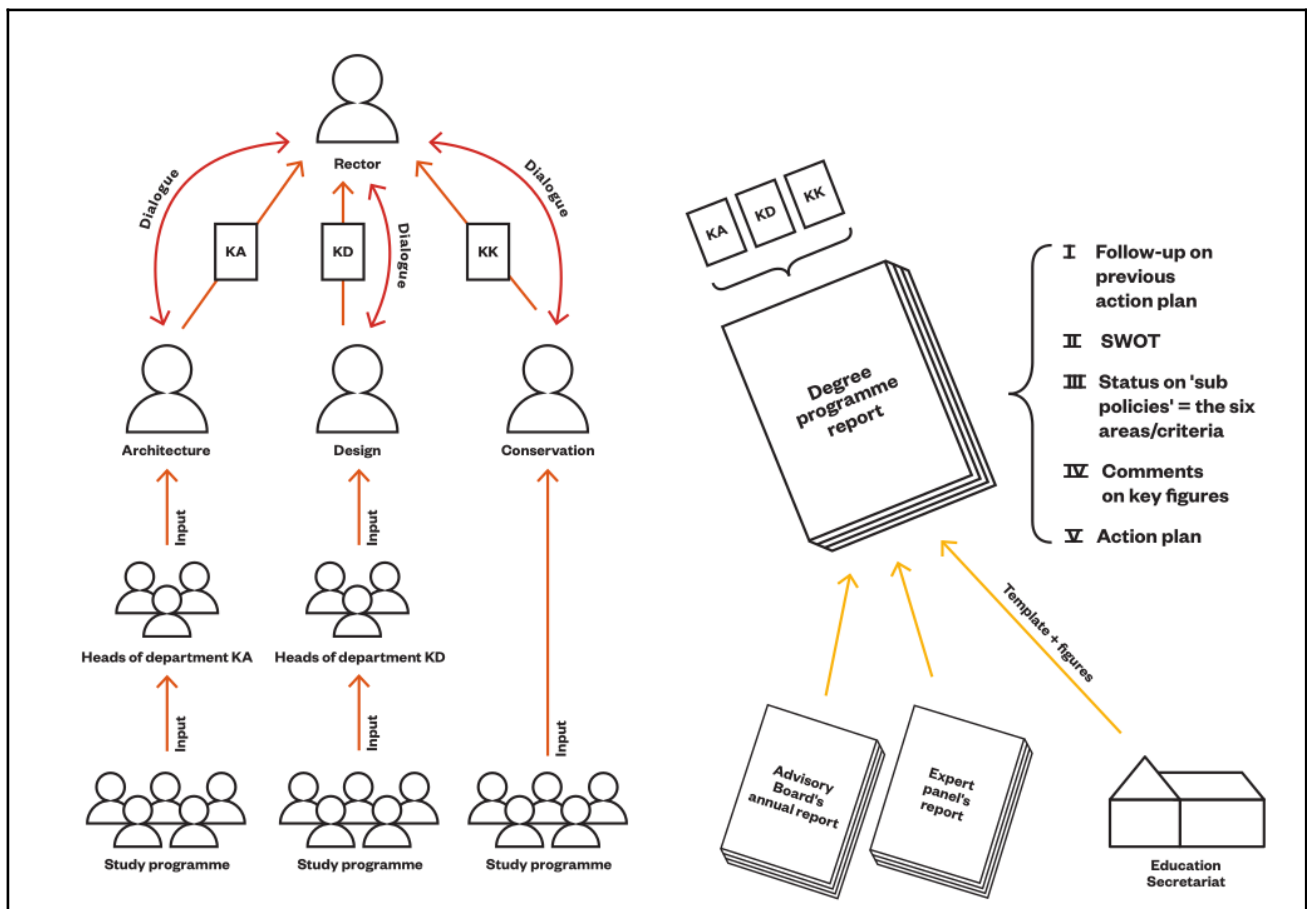 Rector
Dialogue
Dialogue
Dialogue
KA
KD
KK
Architecture
Design
Conservation
Input
Input
Heads of department KA
Heads of department KD
Input
Input
Input
Study programme
Study programme
Study programme
KA
KD
KK
Degree
programme
report
I Follow-up on
previous
action plan
II SWOT
III Status on 'sub
policies' = the six
areas/criteria
IV Comments
on key figures
V Action plan
Template + figures
Advisory
Board's
annual report
Expert
panel's
report
Education
Secretariat